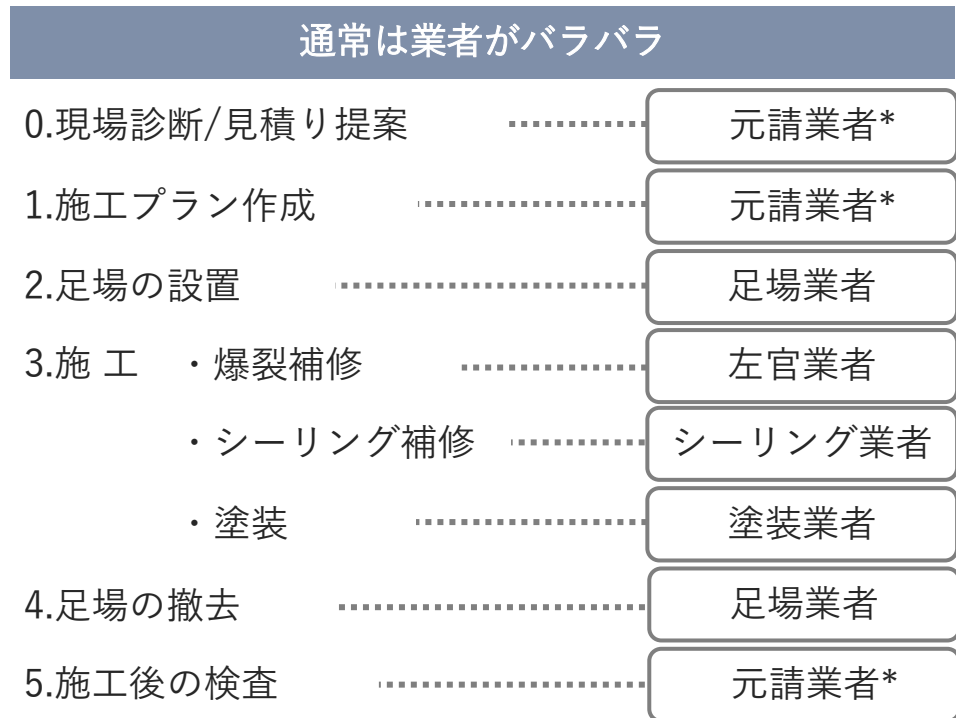 通常は業者がバラバラ
0.現場診断/見積り提案 元請業者*
1.施工プラン作成 元請業者*
2.足場の設置 足場業者
3.施 工 ・爆裂補修 左官業者
・シーリング補修 シーリング業者
・塗装 塗装業者
4.足場の撤去 足場業者
5.施工後の検査 元請業者*